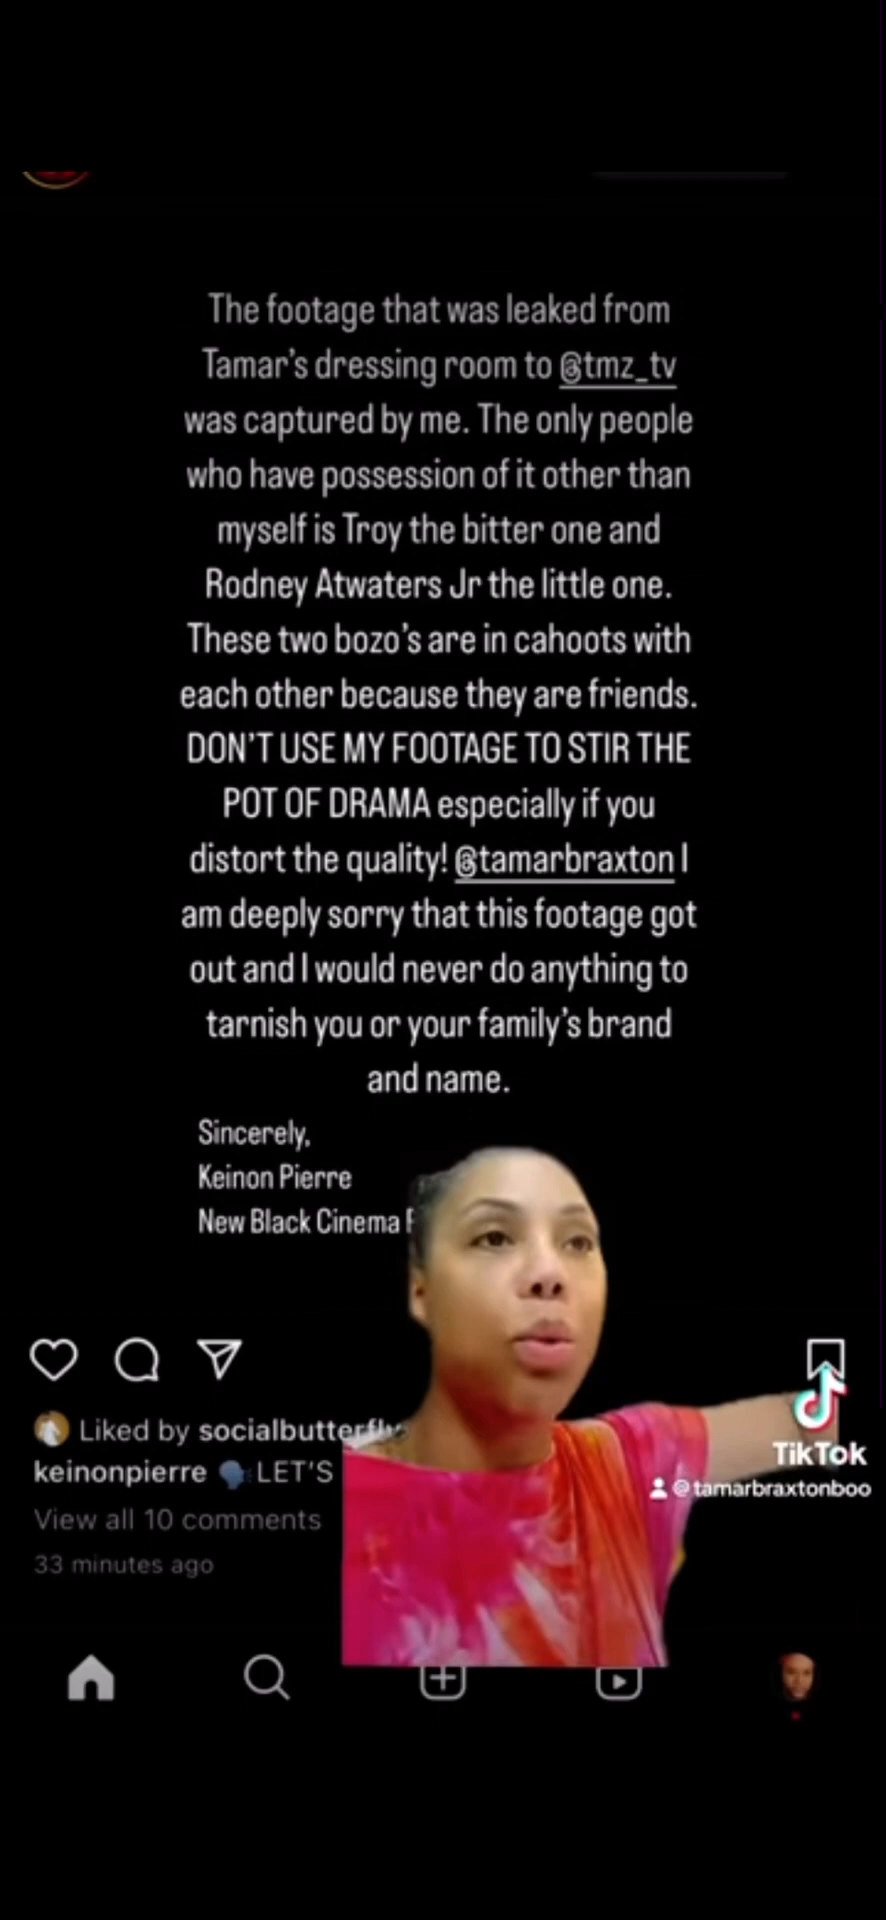 The footage that was leaked from
Tamar's dressing room to @tmz_tv
was captured by me. The only people
who have possession of it other than
myself is Troy the bitter one and
Rodney Atwaters Jr the little one.
These two bozo's are in cahoots with
each other because they are friends.
DON'T USE MY FOOTAGE TO STIR THE
POT OF DRAMA especially if you
distort the quality! @tamarbraxton I
am deeply sorry that this footage got
out and I would never do anything to
tarnish you or your family's brand
and name.
Sincerely,
Keinon Pierre
New Black Cinema
Liked by socialbutterfly
keinonpierre 🗣️LET'S
View all 10 comments
33 minutes ago
TikTok
@tamarbraxtonboo